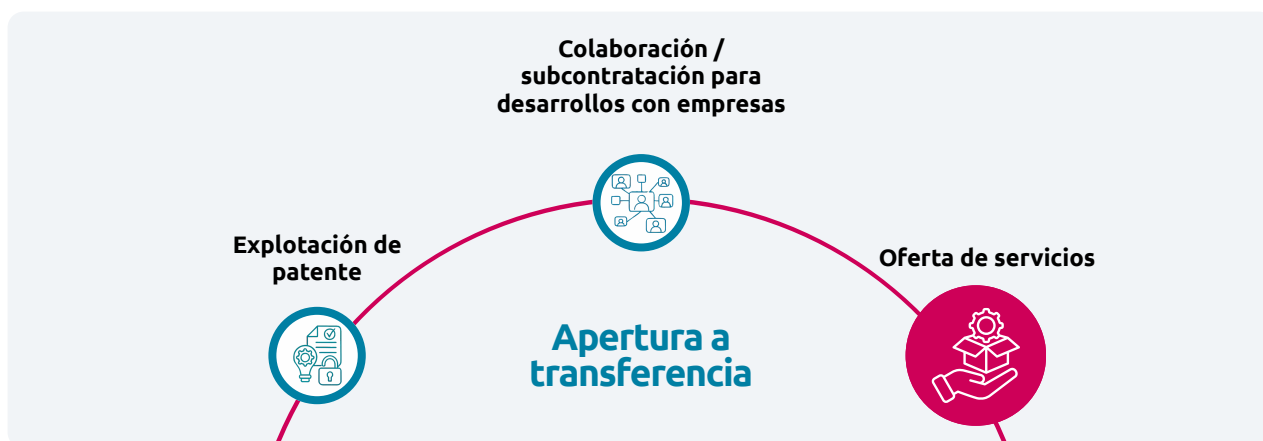 Colaboración /
subcontratación para
desarrollos con empresas
Explotación de
patente
Oferta de servicios
Apertura a
transferencia